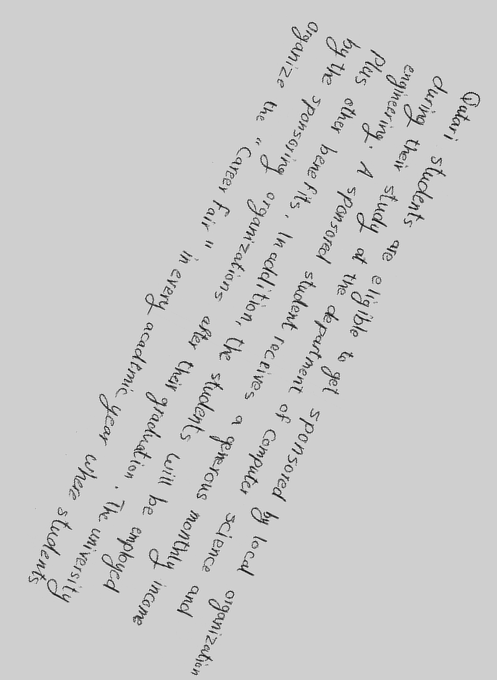 Qatari students are eligible to get sponsored by local organization
during their study at the department of computer science and
engineering. A sponsored student receives a generous monthly income
plus other benefits, In addition, the students will be employed
by the sponsoring organizations after their graduation. The university
organize the "Career Fair" in every academic year where students